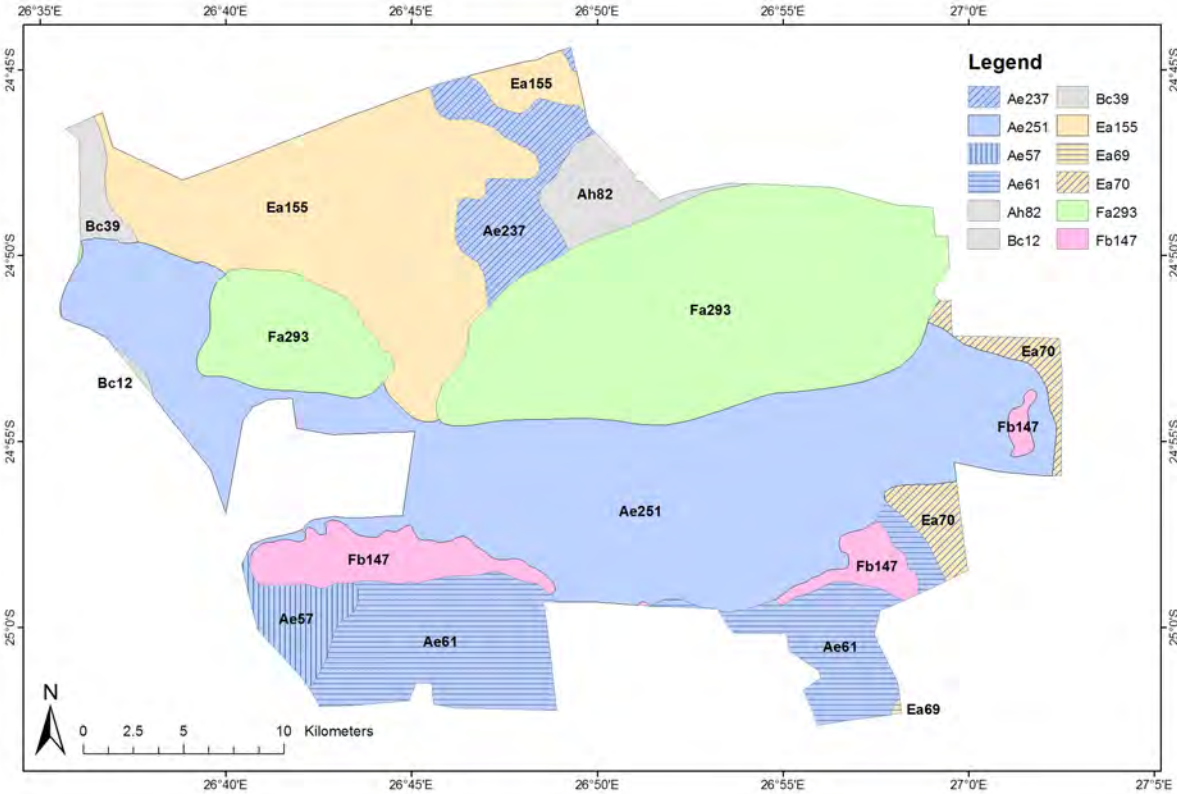 26°35'E 26°40'E 26°45'E 26°50'E 26°55'E 27°0'E
24°45'S 24°45'S
Legend
Ae237 Bc39
Ae251 Ea155
Ae57 Ea69
Ae61 Ea70
Ah82 Fa293
Bc12 Fb147
Ea155
Ea155
Ah82
Bc39
Ae237
24°50'S 24°50'S
Fa293
Fa293
Ea70
Bc12
Fb147
24°55'S 24°55'S
Ae251
Ea70
Fb147
Fb147
Ae57
25°0'S 25°0'S
Ae61
Ae61
N
Ea69
0 2.5 5 10 Kilometers
26°40'E 26°45'E 26°50'E 26°55'E 27°0'E 27°5'E